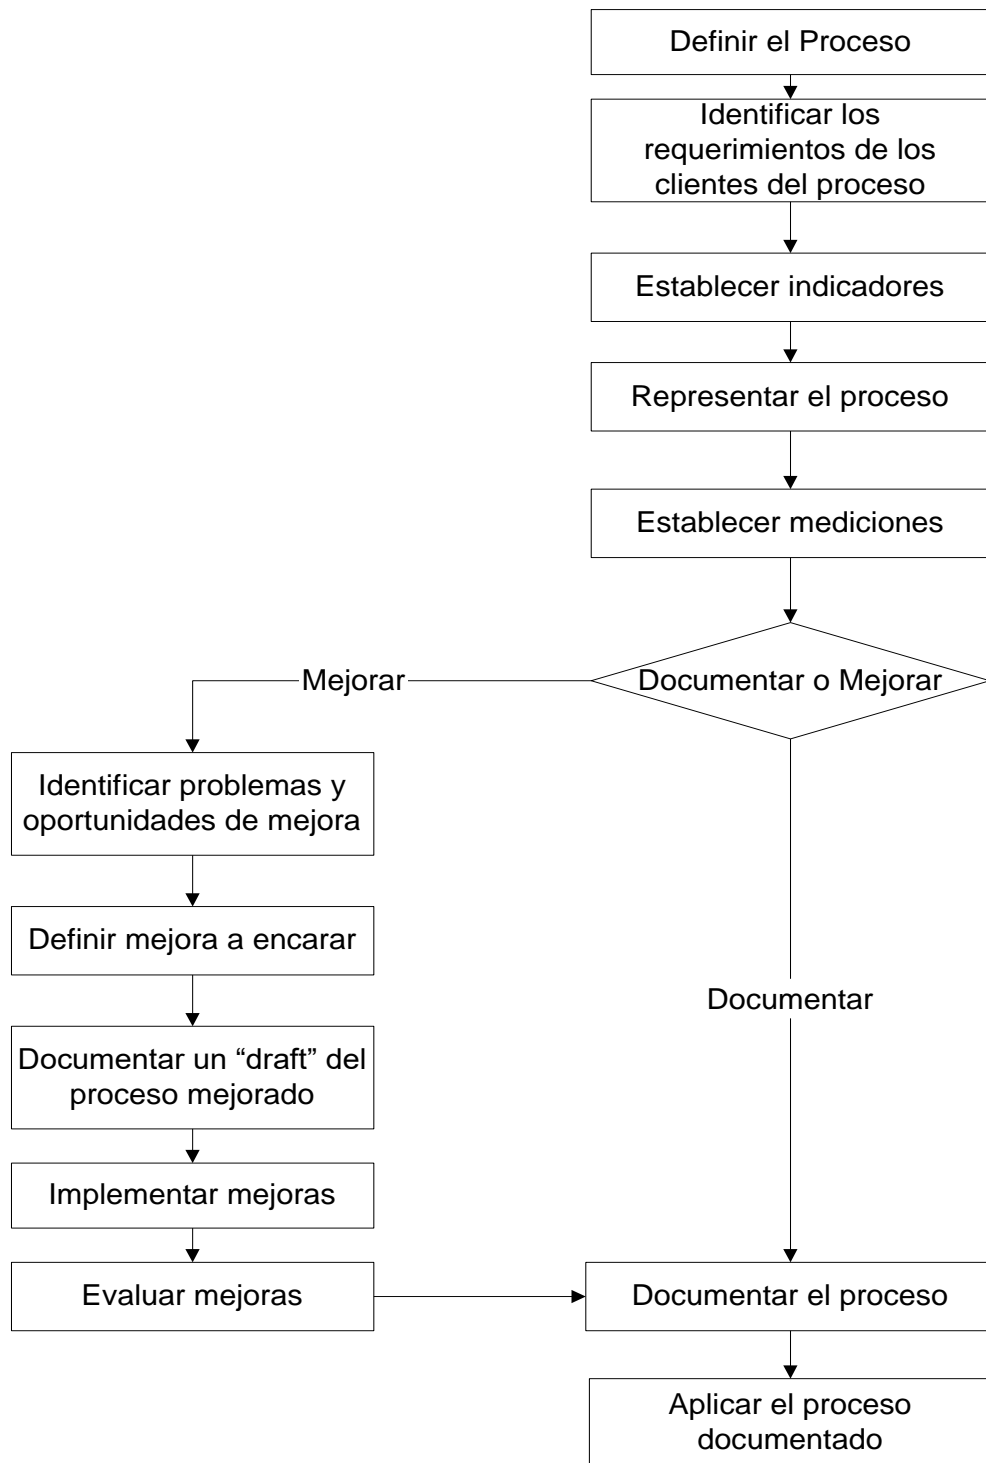 Definir el Proceso
Identificar los
requerimientos de los
clientes del proceso
Establecer indicadores
Representar el proceso
Establecer mediciones
Documentar o Mejorar
Mejorar
Identificar problemas y
oportunidades de mejora
Definir mejora a encarar
Documentar
Documentar un “draft” del
proceso mejorado
Implementar mejoras
Evaluar mejoras
Documentar el proceso
Aplicar el proceso
documentado